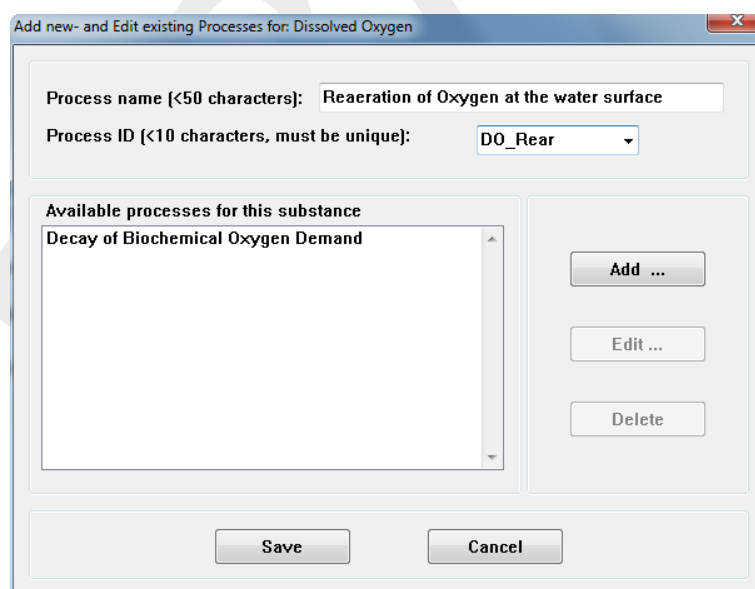 Add new- and Edit existing Processes for: Dissolved Oxygen
Process name (<50 characters): Reaeration of Oxygen at the water surface
Process ID (<10 characters, must be unique): DO_Rear
Available processes for this substance
Decay of Biochemical Oxygen Demand
Add ...
Edit ...
Delete
Save Cancel